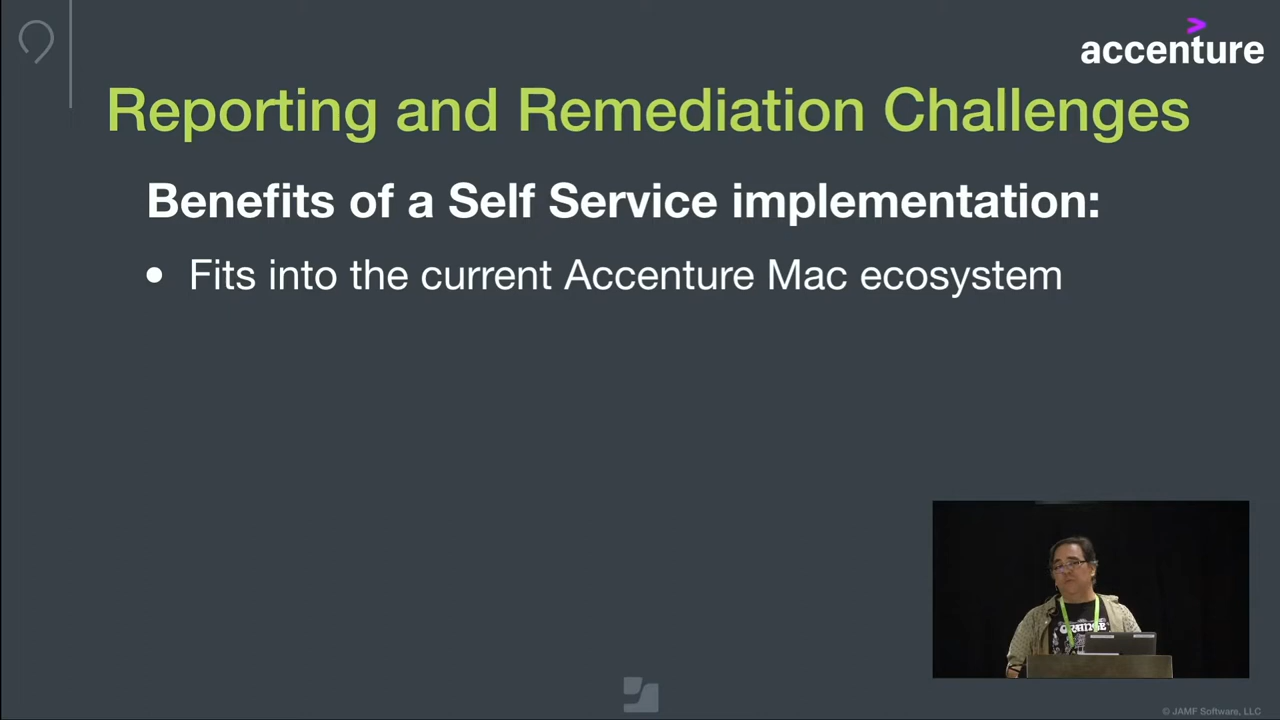 accenture
Reporting and Remediation Challenges
Benefits of a Self Service implementation:
• Fits into the current Accenture Mac ecosystem
© JAMF Software, LLC